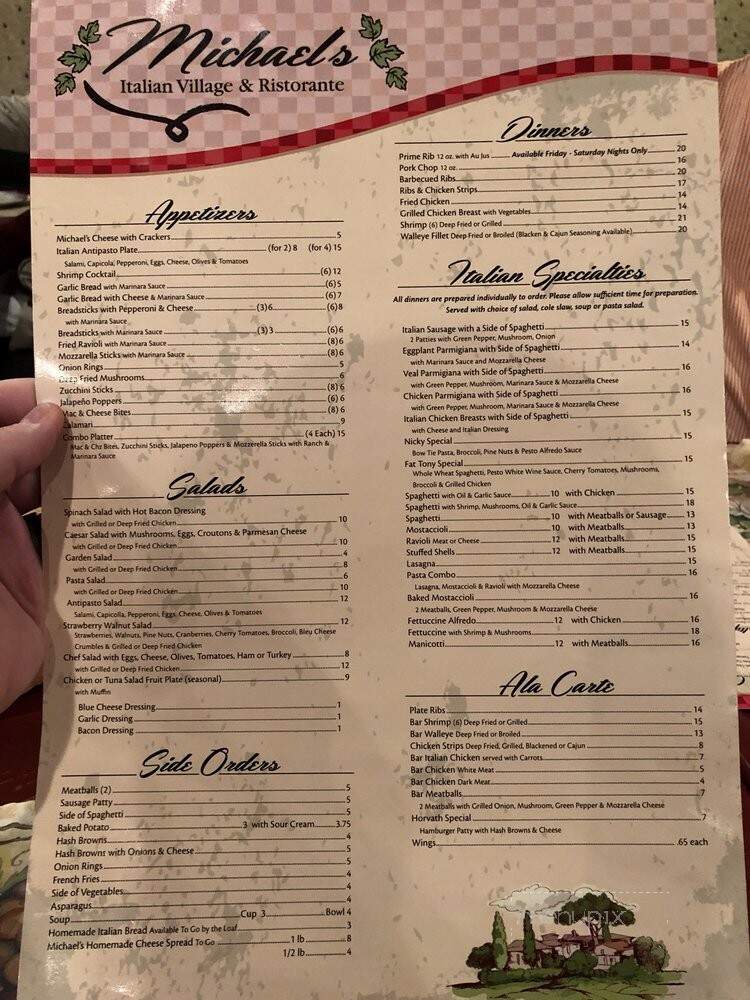 Michael's
Italian Village & Ristorante
Appetizers
Michael's Cheese with Crackers 5
Italian Antipasto Plate (for 2) 8 (for 4) 15
Salami, Capicola, Pepperoni, Eggs, Cheese, Olives & Tomatoes
Shrimp Cocktail (6) 12
Garlic Bread with Marinara Sauce (6) 5
Garlic Bread with Cheese & Marinara Sauce (6) 7
Breadsticks with Pepperoni & Cheese (3) 6 (6) 8
with Marinara Sauce
Breadsticks with Marinara Sauce (3) 3 (6) 6
Fried Ravioli with Marinara Sauce (8) 6
Mozzarella Sticks with Marinara Sauce (8) 6
Onion Rings 5
Deep Fried Mushrooms 6
Zucchini Sticks (8) 6
Jalapeño Poppers (6) 6
Mac & Cheese Bites (8) 6
Calamari 9
Combo Platter (4 Each) 15
Mac & Chz Bites, Zucchini Sticks, Jalapeno Poppers & Mozzerella Sticks with Ranch &
Marinara Sauce
Salads
Spinach Salad with Hot Bacon Dressing
with Grilled or Deep Fried Chicken 10
Caesar Salad with Mushrooms, Eggs, Croutons & Parmesan Cheese
with Grilled or Deep Fried Chicken 10
Garden Salad 4
with Grilled or Deep Fried Chicken 8
Pasta Salad 6
with Grilled or Deep Fried Chicken 10
Antipasto Salad 12
Salami, Capicolla, Pepperoni, Eggs, Cheese, Olives & Tomatoes
Strawberry Walnut Salad 12
Strawberries, Walnuts, Pine Nuts, Cranberries, Cherry Tomatoes, Broccoli, Bleu Cheese
Crumbles & Grilled or Deep Fried Chicken
Chef Salad with Eggs, Cheese, Olives, Tomatoes, Ham or Turkey 8
with Grilled or Deep Fried Chicken 12
Chicken or Tuna Salad Fruit Plate (seasonal) 9
with Muffin
Blue Cheese Dressing 1
Garlic Dressing 1
Bacon Dressing 1
Side Orders
Meatballs (2) 5
Sausage Patty 5
Side of Spaghetti 5
Baked Potato 3 with Sour Cream 3.75
Hash Browns 4
Hash Browns with Onions & Cheese 5
Onion Rings 5
French Fries 4
Side of Vegetables 4
Asparagus 4
Soup Cup 3 Bowl 4
Homemade Italian Bread Available To Go by the Loaf 3
Michael's Homemade Cheese Spread To Go 1 lb 8
1/2 lb 4
Dinners
Prime Rib 12 oz. with Au Jus Available Friday - Saturday Nights Only 20
Pork Chop 12 oz. 16
Barbecued Ribs 20
Ribs & Chicken Strips 17
Fried Chicken 14
Grilled Chicken Breast with Vegetables 14
Shrimp (6) Deep Fried or Grilled 21
Walleye Fillet Deep Fried or Broiled (Blacken & Cajun Seasoning Available) 20
Italian Specialties
All dinners are prepared individually to order. Please allow sufficient time for preparation.
Served with choice of salad, cole slaw, soup or pasta salad.
Italian Sausage with a Side of Spaghetti 15
2 Patties with Green Pepper, Mushroom, Onion
Eggplant Parmigiana with Side of Spaghetti 14
with Marinara Sauce and Mozzarella Cheese
Veal Parmigiana with Side of Spaghetti 16
with Green Pepper, Mushroom, Marinara Sauce & Mozzarella Cheese
Chicken Parmigiana with Side of Spaghetti 16
with Green Pepper, Mushroom, Marinara Sauce & Mozzarella Cheese
Italian Chicken Breasts with Side of Spaghetti 15
with Cheese and Italian Dressing
Nicky Special 15
Bow Tie Pasta, Broccoli, Pine Nuts & Pesto Alfredo Sauce
Fat Tony Special 15
Whole Wheat Spaghetti, Pesto White Wine Sauce, Cherry Tomatoes, Mushrooms,
Broccoli & Grilled Chicken
Spaghetti with Oil & Garlic Sauce 10 with Chicken 15
Spaghetti with Shrimp, Mushrooms, Oil & Garlic Sauce 18
Spaghetti 10 with Meatballs or Sausage 13
Mostaccioli 10 with Meatballs 13
Ravioli Meat or Cheese 12 with Meatballs 15
Stuffed Shells 12 with Meatballs 15
Lasagna 15
Pasta Combo 16
Lasagna, Mostaccioli & Ravioli with Mozzarella Cheese
Baked Mostaccioli 16
2 Meatballs, Green Pepper, Mushroom & Mozzarella Cheese
Fettuccine Alfredo 12 with Chicken 16
Fettuccine with Shrimp & Mushrooms 18
Manicotti 12 with Meatballs 16
Ala Carte
Plate Ribs 14
Bar Shrimp (6) Deep Fried or Grilled 15
Bar Walleye Deep Fried or Broiled 13
Chicken Strips Deep Fried, Grilled, Blackened or Cajun 8
Bar Italian Chicken served with Carrots 7
Bar Chicken White Meat 5
Bar Chicken Dark Meat 4
Bar Meatballs 7
2 Meatballs with Grilled Onion, Mushroom, Green Pepper & Mozzarella Cheese
Horvath Special 7
Hamburger Patty with Hash Browns & Cheese
Wings .65 each